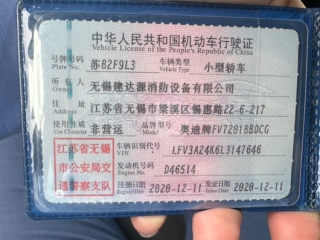 中华人民共和国机动车行驶证
Vehicle License of the People's Republic of China
号牌号码 苏B2F9L3 车辆类型 小型轿车
Plate No. Vehicle Type
所有人 无锡建达源消防设备有限公司
Owner
住址 江苏省无锡市梁溪区锡惠路22-6-217
Address
使用性质 非营运 品牌型号 奥迪牌FV7201BBDCG
Use Character Model
江苏省无锡
市公安局交
通警察支队
车辆识别代号 LFV3A24K6L3147646
VIN
发动机号码 D46514
Engine No.
注册日期 2020-12-11 发证日期 2020-12-11
Register Date Issue Date